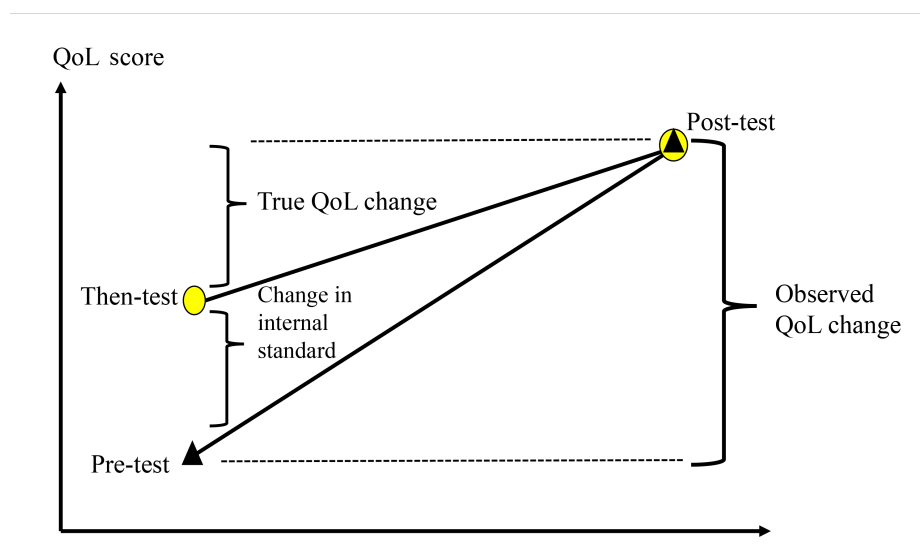 QoL score
Post-test
True QoL change
Then-test
Change in
internal
standard
Observed
QoL change
Pre-test